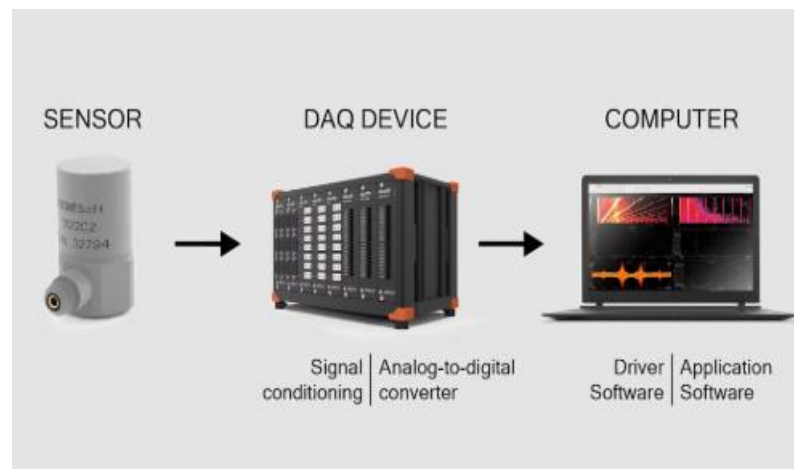 SENSOR
DAQ DEVICE
COMPUTER
Signal conditioning
Analog-to-digital converter
Driver Software
Application Software